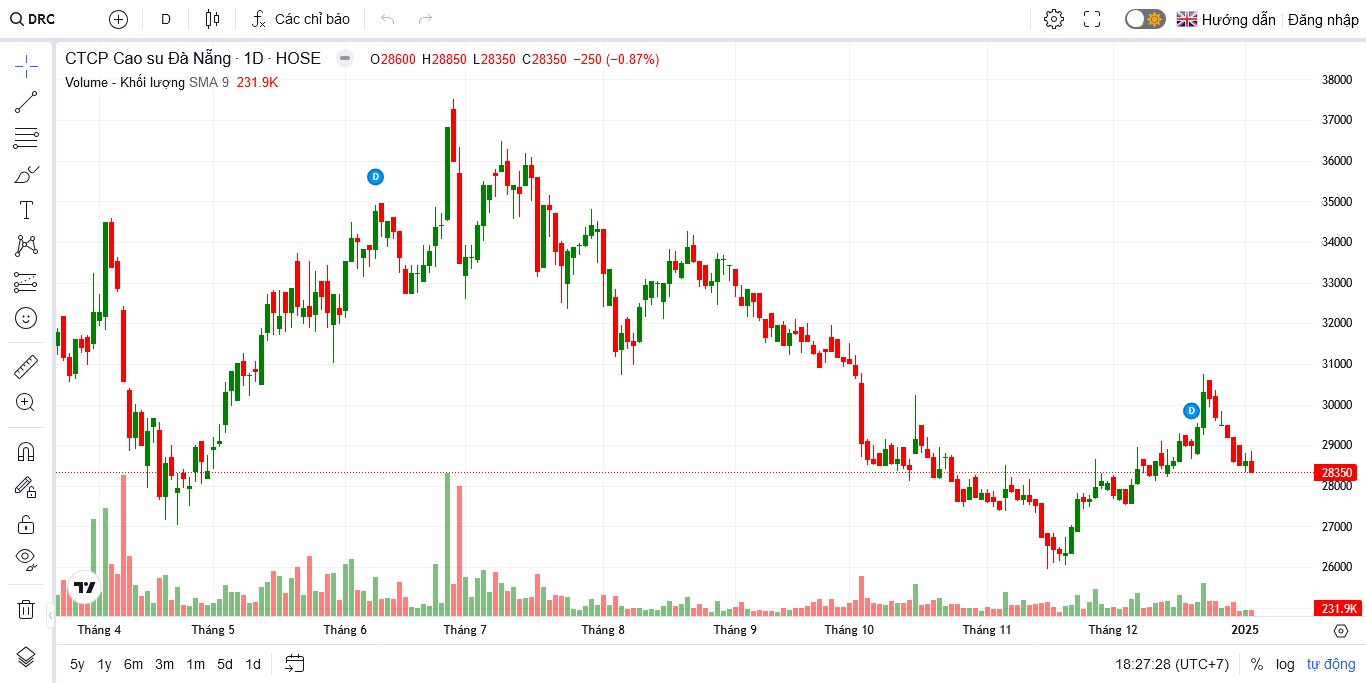 DRC D Các chỉ báo Hướng dẫn Đăng nhập
CTCP Cao su Đà Nẵng · 1D · HOSE O28600 H28850 L28350 C28350 −250 (−0.87%)
Volume - Khối lượng SMA 9 231.9K
38000
37000
36000
D
35000
34000
33000
32000
31000
30000
D
29000
28350
28000
27000
26000
231.9K
Tháng 4 Tháng 5 Tháng 6 Tháng 7 Tháng 8 Tháng 9 Tháng 10 Tháng 11 Tháng 12 2025
5y 1y 6m 3m 1m 5d 1d 18:27:28 (UTC+7) % log tự động